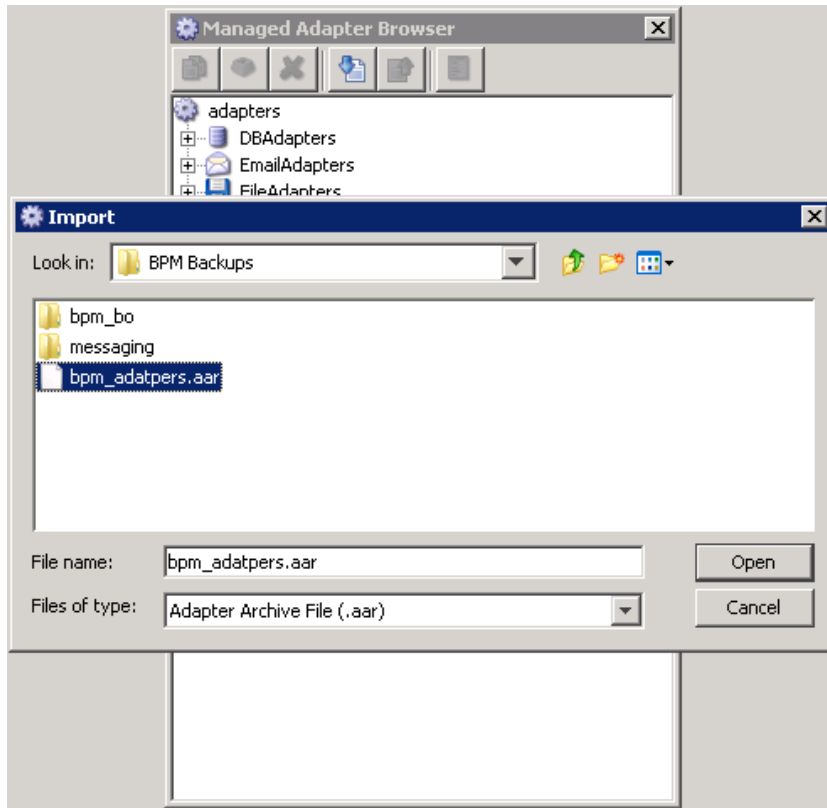 Managed Adapter Browser
adapters
DBAdapters
EmailAdapters
FileAdapters
Import
Look in: BPM Backups
bpm_bo
messaging
bpm_adatpers.aar
File name: bpm_adatpers.aar Open
Files of type: Adapter Archive File (.aar) Cancel